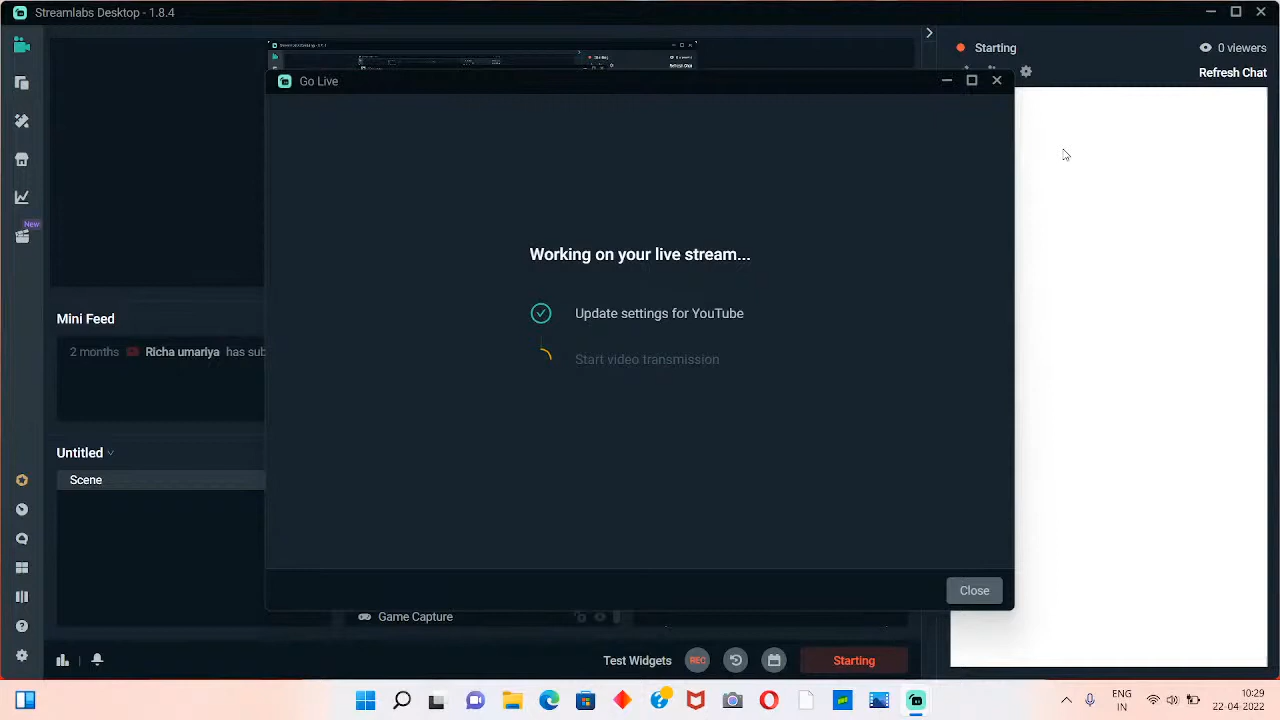 Streamlabs Desktop - 1.8.4
Starting
0 viewers
Refresh Chat
Go Live
Working on your live stream...
Update settings for YouTube
Start video transmission
New
Mini Feed
2 months Richa umariya has sub
Untitled
Scene
Close
Game Capture
Test Widgets
REC
Starting
ENG
IN
10:29
22-04-2022